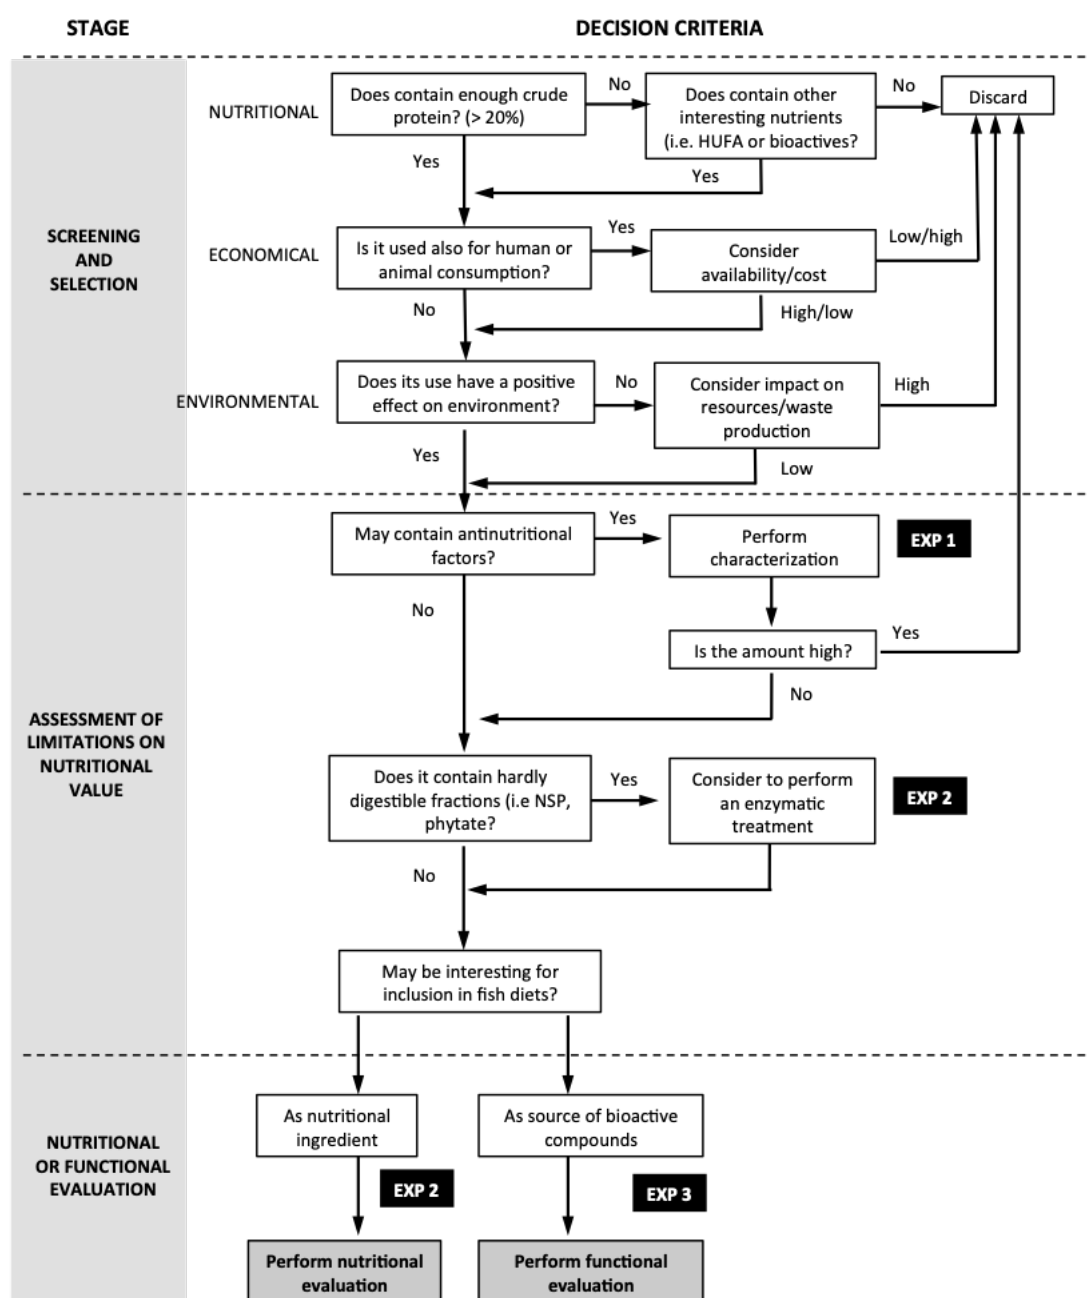 STAGE
DECISION CRITERIA
NUTRITIONAL
Does contain enough crude
protein? (> 20%)
No
Does contain other
interesting nutrients
(i.e. HUFA or bioactives?
No
Discard
Yes
Yes
SCREENING
AND
SELECTION
ECONOMICAL
Is it used also for human or
animal consumption?
Yes
Consider
availability/cost
Low/high
No
High/low
ENVIRONMENTAL
Does its use have a positive
effect on environment?
No
Consider impact on
resources/waste
production
High
Yes
Low
May contain antinutritional
factors?
Yes
Perform
characterization
EXP 1
No
Is the amount high?
Yes
No
ASSESSMENT OF
LIMITATIONS ON
NUTRITIONAL
VALUE
Does it contain hardly
digestible fractions (i.e NSP,
phytate?
Yes
Consider to perform
an enzymatic
treatment
EXP 2
No
May be interesting for
inclusion in fish diets?
NUTRITIONAL
OR FUNCTIONAL
EVALUATION
As nutritional
ingredient
As source of bioactive
compounds
EXP 2
EXP 3
Perform nutritional
evaluation
Perform functional
evaluation